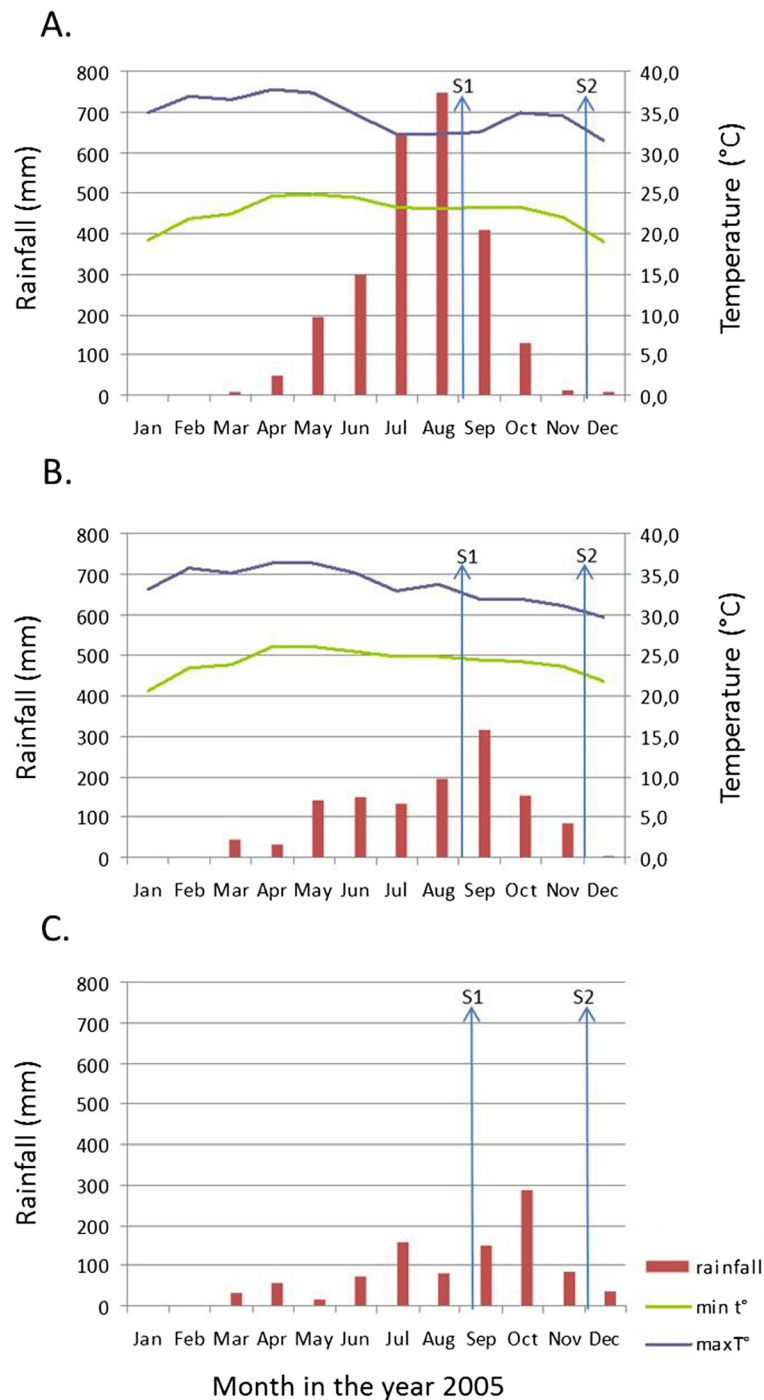 A.
800 S1 S2 40,0
700 35,0
600 30,0
500 25,0
400 20,0
300 15,0
200 10,0
100 5,0
0 0,0
Rainfall (mm)
Temperature (°C)
Jan Feb Mar Apr May Jun Jul Aug Sep Oct Nov Dec
B.
800 40,0
S1 S2
700 35,0
600 30,0
500 25,0
400 20,0
300 15,0
200 10,0
100 5,0
0 0,0
Rainfall (mm)
Temperature (°C)
Jan Feb Mar Apr May Jun Jul Aug Sep Oct Nov Dec
C.
800
S1 S2
700
600
500
400
300
200
100
0
Rainfall (mm)
Jan Feb Mar Apr May Jun Jul Aug Sep Oct Nov Dec
rainfall
min t°
maxT°
Month in the year 2005